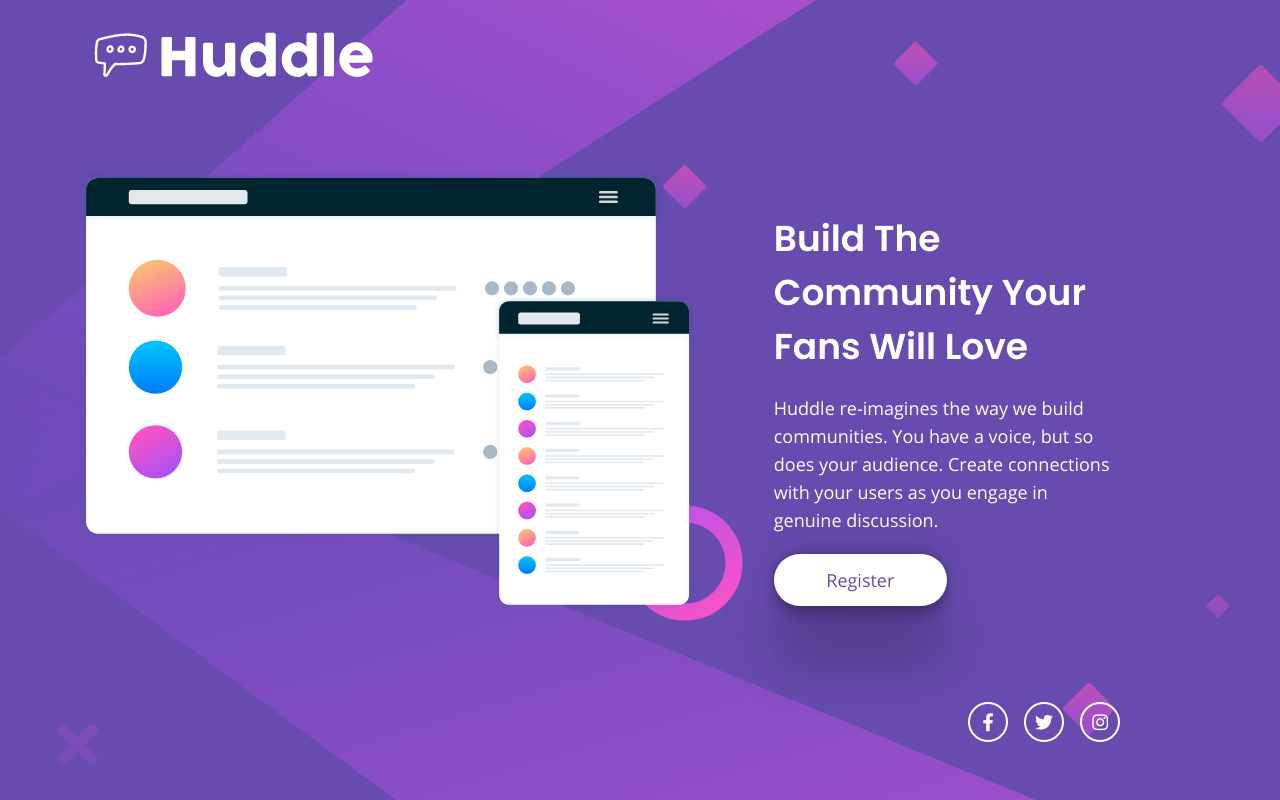 Huddle
Build The
Community Your
Fans Will Love
Huddle re-imagines the way we build
communities. You have a voice, but so
does your audience. Create connections
with your users as you engage in
genuine discussion.
Register